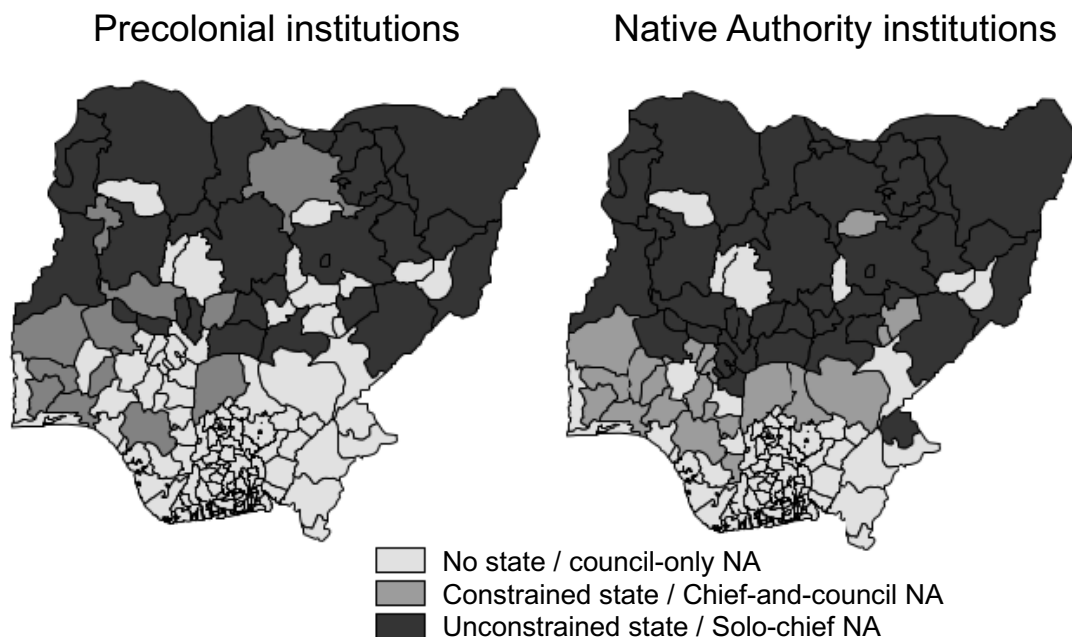 Precolonial institutions
Native Authority institutions
No state / council-only NA
Constrained state / Chief-and-council NA
Unconstrained state / Solo-chief NA